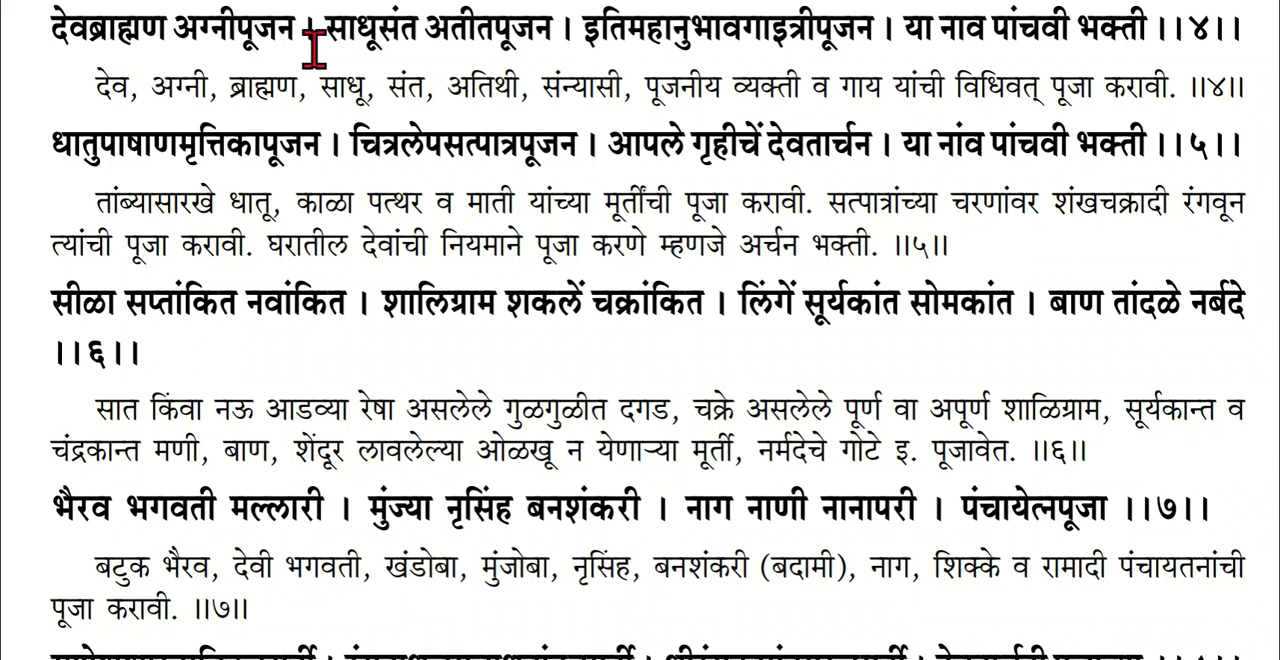 देवब्राह्मण अग्नीपूजन । साधूसंत अतीतपूजन । इतिमहानुभावगाइत्रीपूजन । या नाव पांचवी भक्ती ।।४।।
देव, अग्नी, ब्राह्मण, साधू, संत, अतिथी, संन्यासी, पूजनीय व्यक्ती व गाय यांची विधिवत् पूजा करावी. ॥४॥
धातुपाषाणमृत्तिकापूजन । चित्रलेपसत्पात्रपूजन । आपले गृहीचें देवतार्चन । या नांव पांचवी भक्ती ।।५।।
तांब्यासारखे धातू, काळा पत्थर व माती यांच्या मूर्तींची पूजा करावी. सत्पात्रांच्या चरणांवर शंखचक्रादी रंगवून
त्यांची पूजा करावी. घरातील देवांची नियमाने पूजा करणे म्हणजे अर्चन भक्ती. ॥५॥
सीळा सप्तांकित नवांकित । शालिग्राम शकलें चक्रांकित । लिंगें सूर्यकांत सोमकांत । बाण तांदळे नर्बदे
।।६।।
सात किंवा नऊ आडव्या रेषा असलेले गुळगुळीत दगड, चक्रे असलेले पूर्ण वा अपूर्ण शाळिग्राम, सूर्यकान्त व
चंद्रकान्त मणी, बाण, शेंदूर लावलेल्या ओळखू न येणाऱ्या मूर्ती, नर्मदेचे गोटे इ. पूजावेत. ॥६॥
भैरव भगवती मल्लारी । मुंज्या नृसिंह बनशंकरी । नाग नाणी नानापरी । पंचायेत्नपूजा ।।७।।
बटुक भैरव, देवी भगवती, खंडोबा, मुंजोबा, नृसिंह, बनशंकरी (बदामी), नाग, शिक्के व रामादी पंचायतनांची
पूजा करावी. ॥७॥